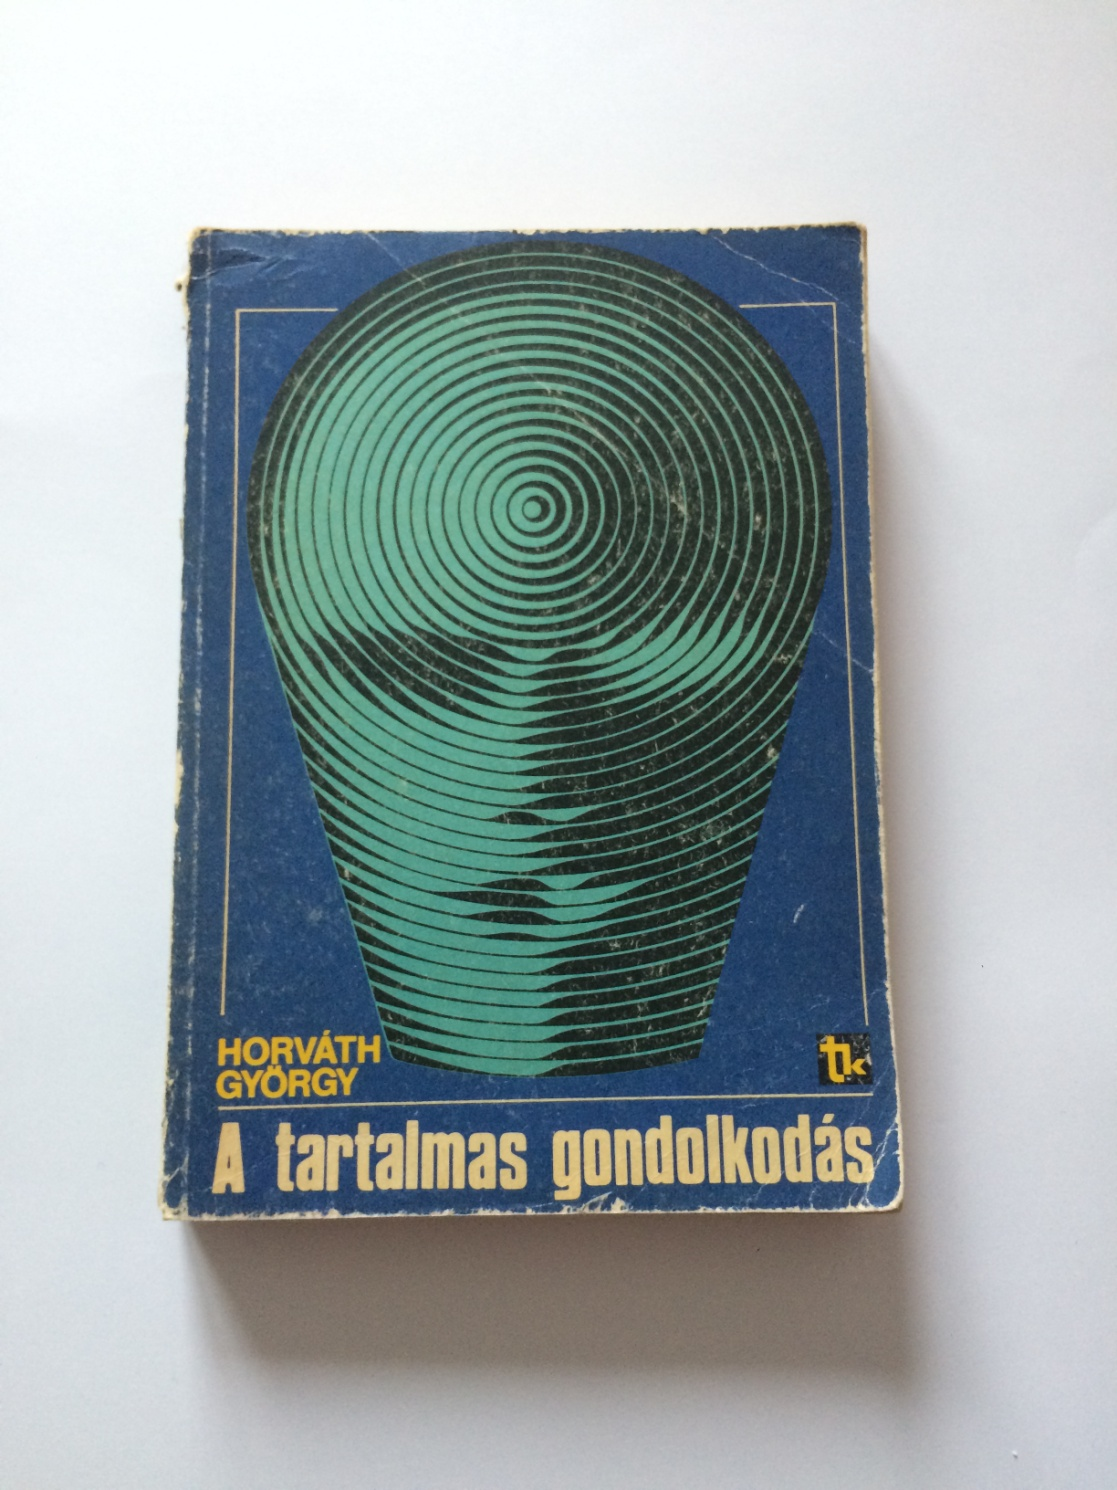 HORVÁTH
GYÖRGY
tk
A tartalmas gondolkodás